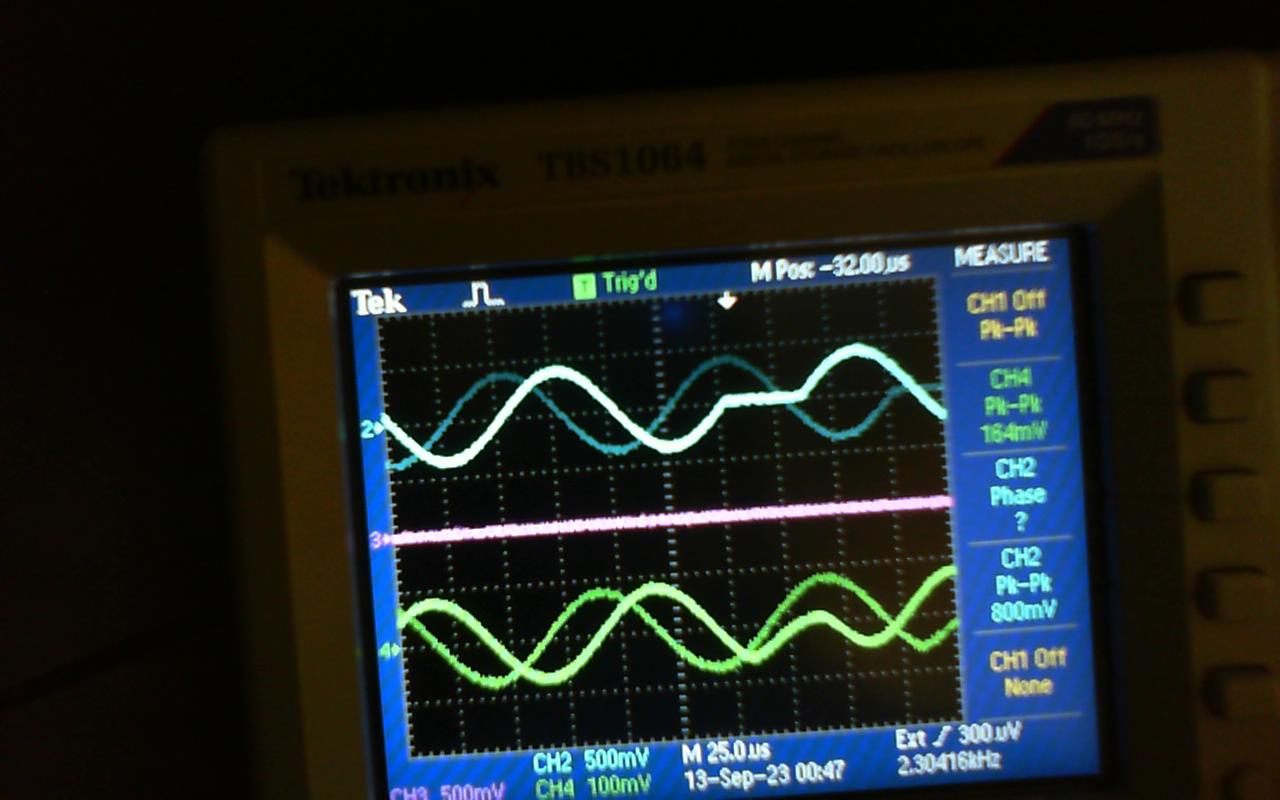 Tektronix TBS1064
Tek Trig'd M Pos: -32.00µs MEASURE
CH1 Off
Pk-Pk
CH4
Pk-Pk
164mV
CH2
Phase
?
CH2
Pk-Pk
800mV
CH1 Off
None
2
3
4
CH2 500mV M 25.0µs Ext 300µV
CH3 500mV CH4 100mV 13-Sep-23 00:47 2.30416kHz